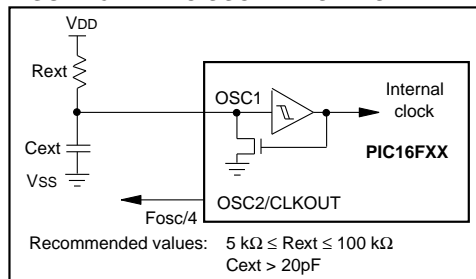 VDD
Rext
OSC1
Internal
clock
Cext
PIC16FXX
VSS
OSC2/CLKOUT
Fosc/4
Recommended values: 5 kΩ ≤ Rext ≤ 100 kΩ
Cext > 20pF